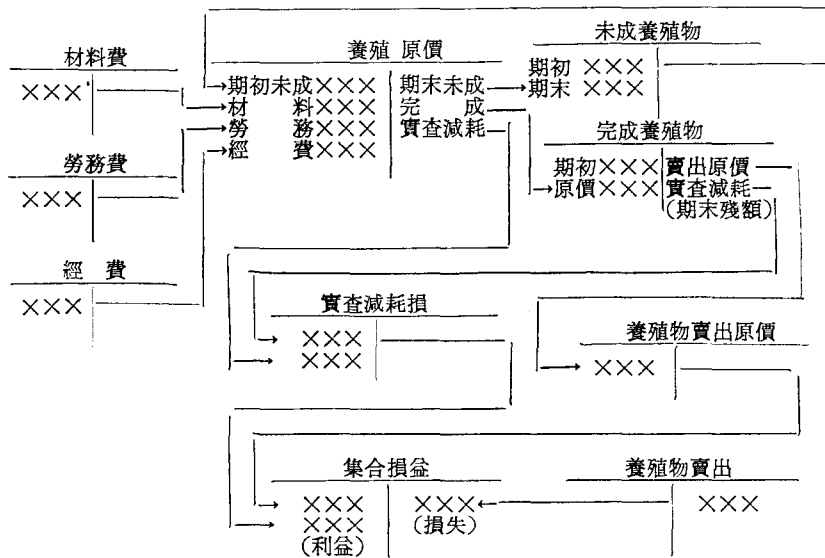 未成養殖物
材料費
養殖 原價
×××
期初未成××× 期末未成
期初 ×××
期末 ×××
材 料××× 完 成
勞 務××× 實查減耗
經 費×××
完成養殖物
勞務費
×××
期初××× 賣出原價
原價××× 實查減耗
(期末殘額)
經 費
×××
實查減耗損
×××
×××
養殖物賣出原價
×××
集合損益
養殖物賣出
××× ×××
×××
××× (損失)
(利益)